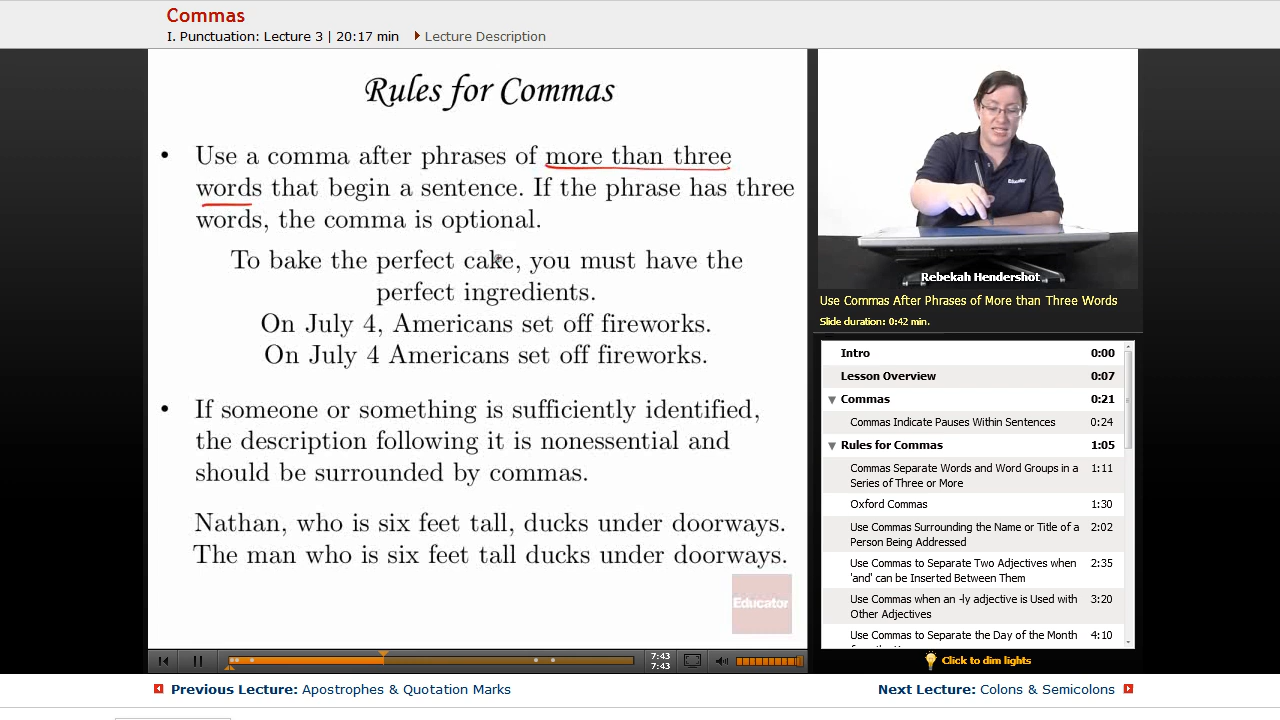 Commas
I. Punctuation: Lecture 3 | 20:17 min
Lecture Description
Rules for Commas
• Use a comma after phrases of more than three
words that begin a sentence. If the phrase has three
words, the comma is optional.
To bake the perfect cake, you must have the
perfect ingredients.
On July 4, Americans set off fireworks.
On July 4 Americans set off fireworks.
• If someone or something is sufficiently identified,
the description following it is nonessential and
should be surrounded by commas.
Nathan, who is six feet tall, ducks under doorways.
The man who is six feet tall ducks under doorways.
Educator
7:43
7:43
Educator
Rebekah Hendershot
Use Commas After Phrases of More than Three Words
Slide duration: 0:42 min.
Intro 0:00
Lesson Overview 0:07
Commas 0:21
Commas Indicate Pauses Within Sentences 0:24
Rules for Commas 1:05
Commas Separate Words and Word Groups in a 1:11
Series of Three or More
Oxford Commas 1:30
Use Commas Surrounding the Name or Title of a 2:02
Person Being Addressed
Use Commas to Separate Two Adjectives when 2:35
'and' can be Inserted Between Them
Use Commas when an -ly adjective is Used with 3:20
Other Adjectives
Use Commas to Separate the Day of the Month 4:10
Click to dim lights
Previous Lecture: Apostrophes & Quotation Marks
Next Lecture: Colons & Semicolons